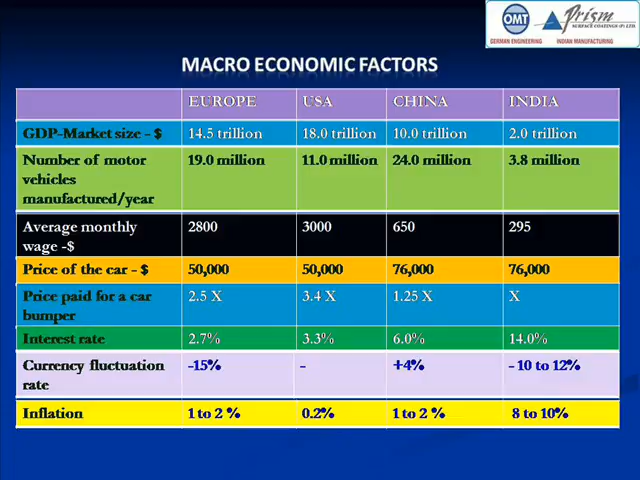 OMT
GERMAN ENGINEERING
Prism
SURFACE COATINGS (P) LTD.
INDIAN MANUFACTURING
MACRO ECONOMIC FACTORS
EUROPE USA CHINA INDIA
GDP-Market size - $ 14.5 trillion 18.0 trillion 10.0 trillion 2.0 trillion
Number of motor 19.0 million 11.0 million 24.0 million 3.8 million
vehicles
manufactured/year
Average monthly 2800 3000 650 295
wage -$
Price of the car - $ 50,000 50,000 76,000 76,000
Price paid for a car 2.5 X 3.4 X 1.25 X X
bumper
Interest rate 2.7% 3.3% 6.0% 14.0%
Currency fluctuation -15% - +4% - 10 to 12%
rate
Inflation 1 to 2 % 0.2% 1 to 2 % 8 to 10%